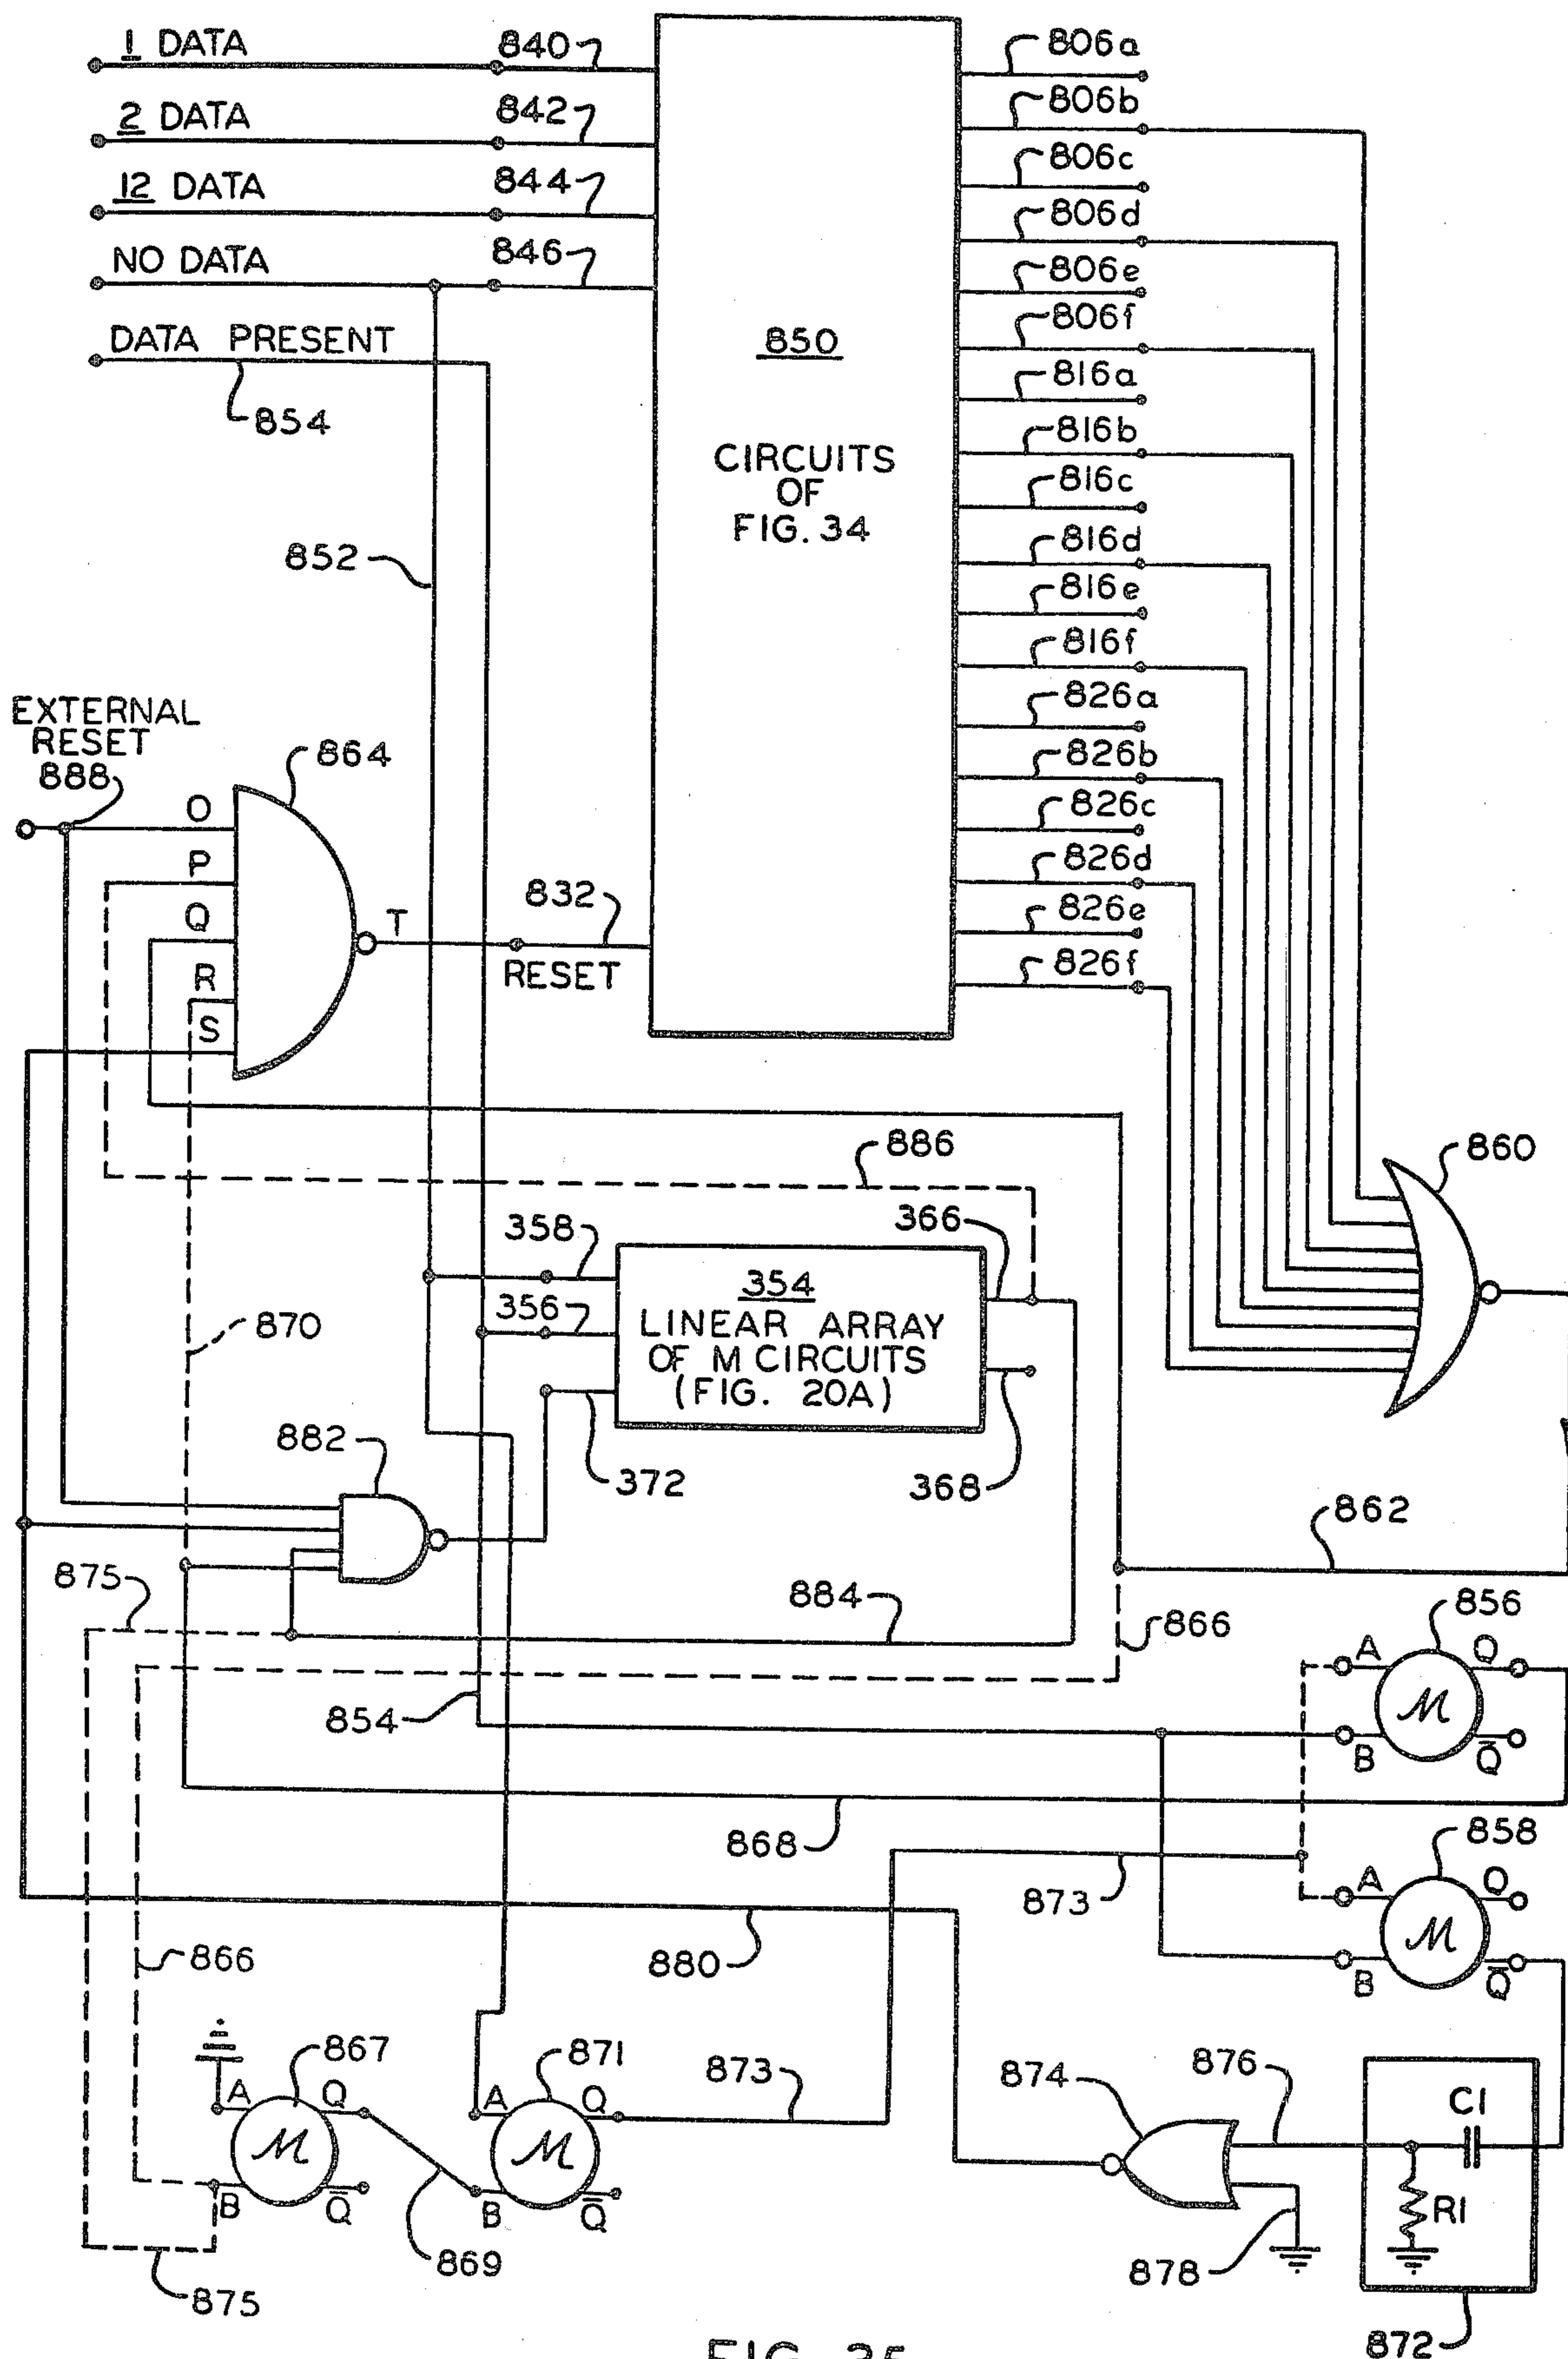 1 DATA
840
2 DATA
842
12 DATA
844
NO DATA
846
DATA PRESENT
854
850
CIRCUITS
OF
FIG. 34
806a
806b
806c
806d
806e
806f
816a
816b
816c
816d
816e
816f
826a
826b
826c
826d
826e
826f
852
EXTERNAL
RESET
888
864
O
P
Q
R
S
T
832
RESET
886
860
366
358
356
354
LINEAR ARRAY
OF M CIRCUITS
(FIG. 20A)
368
372
870
882
862
875
884
866
856
A
Q
M
B
Q̅
854
868
858
A
Q
M
B
Q̅
873
880
866
867
A
Q
M
B
Q̅
869
871
A
Q
M
B
Q̅
873
875
874
876
878
C1
R1
872
FIG. 35